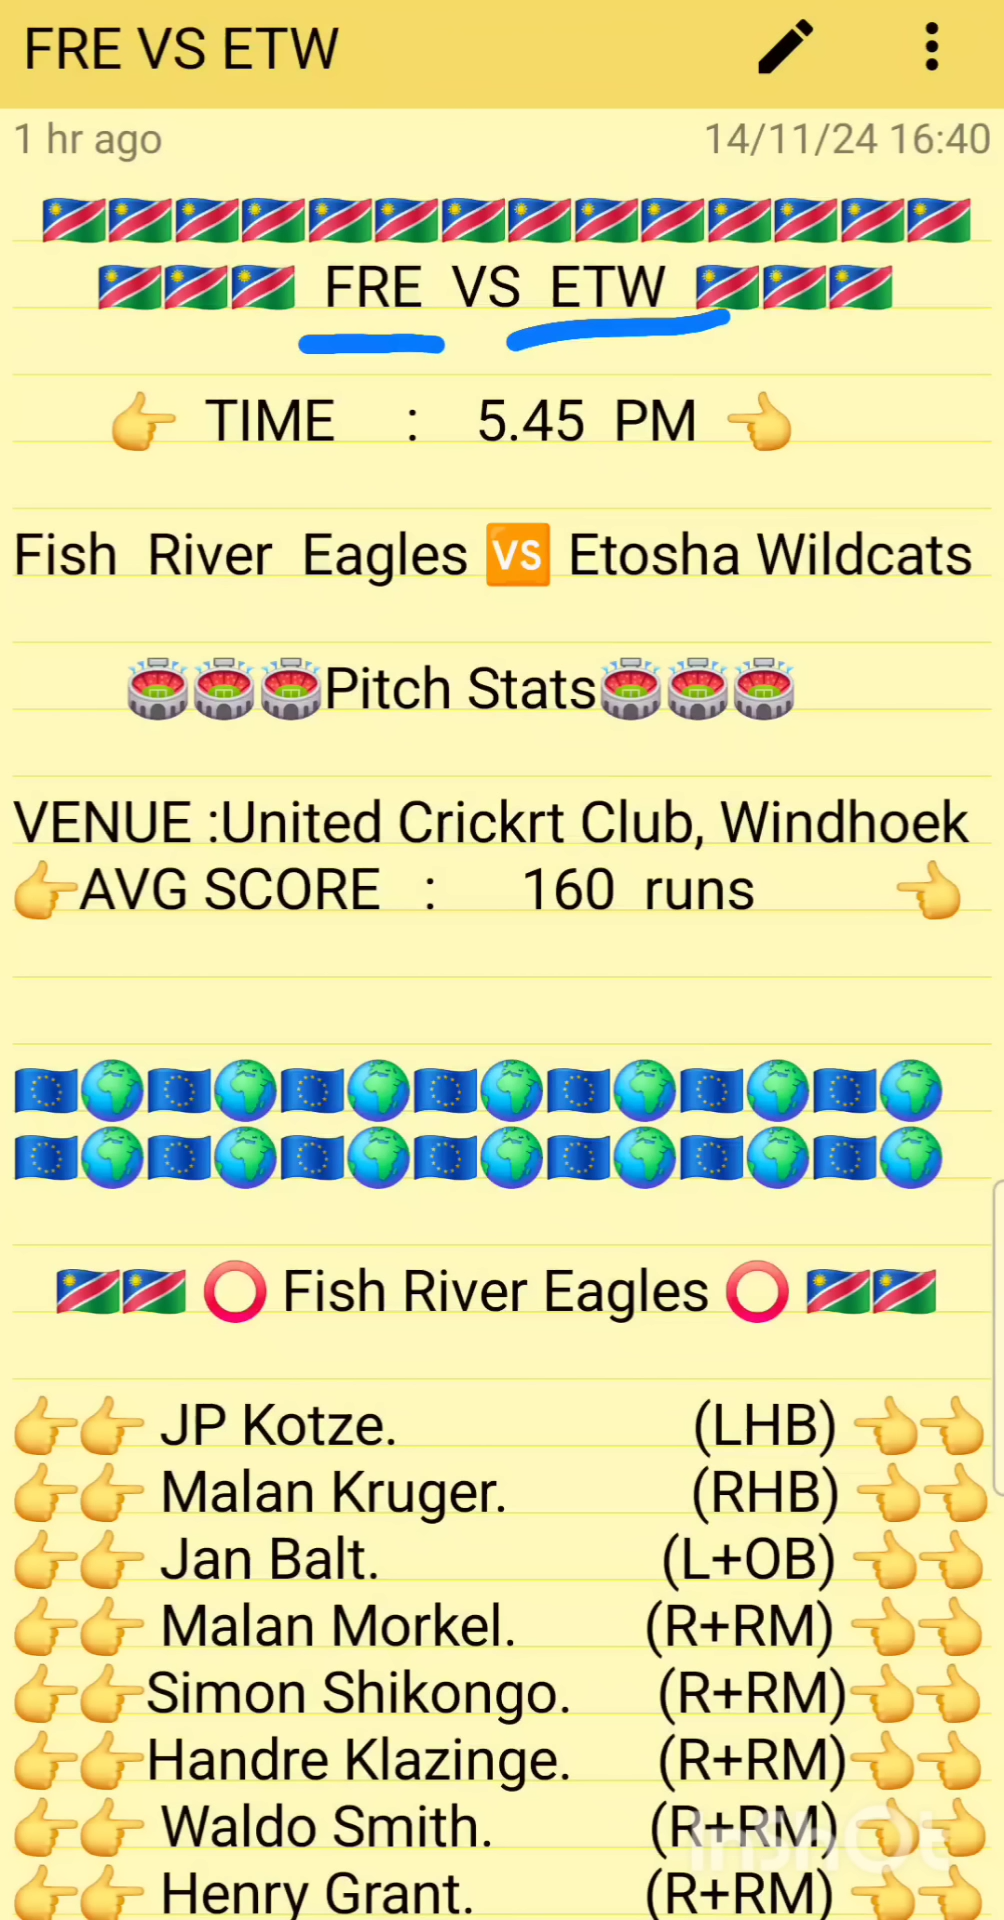 FRE VS ETW
1 hr ago 14/11/24 16:40
FRE VS ETW
TIME : 5.45 PM
Fish River Eagles VS Etosha Wildcats
Pitch Stats
VENUE :United Crickrt Club, Windhoek
AVG SCORE : 160 runs
Fish River Eagles
JP Kotze. (LHB)
Malan Kruger. (RHB)
Jan Balt. (L+OB)
Malan Morkel. (R+RM)
Simon Shikongo. (R+RM)
Handre Klazinge. (R+RM)
Waldo Smith. (R+RM)
InShOt
Henry Grant. (R+RM)